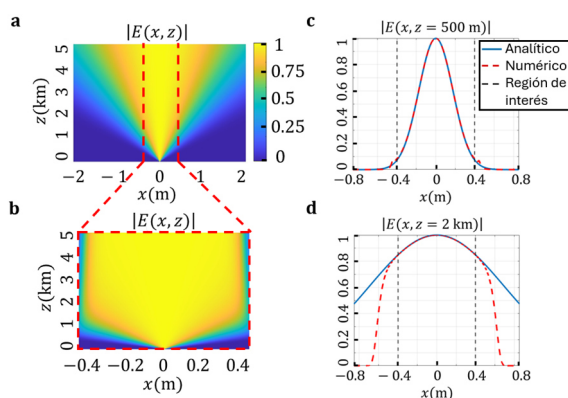 a
|E(x, z)|
z(km)
5
4
3
2
1
0
−2
−1
0
1
2
x(m)
1
0.75
0.5
0.25
0
b
|E(x, z)|
z(km)
5
4
3
2
1
0
−0.4
−0.2
0
0.2
0.4
x(m)
c
|E(x, z = 500 m)|
1
0.8
0.6
0.4
0.2
0
−0.8
−0.4
0
0.4
0.8
x(m)
Analítico
Numérico
Región de
interés
d
|E(x, z = 2 km)|
1
0.8
0.6
0.4
0.2
0
−0.8
−0.4
0
0.4
0.8
x(m)